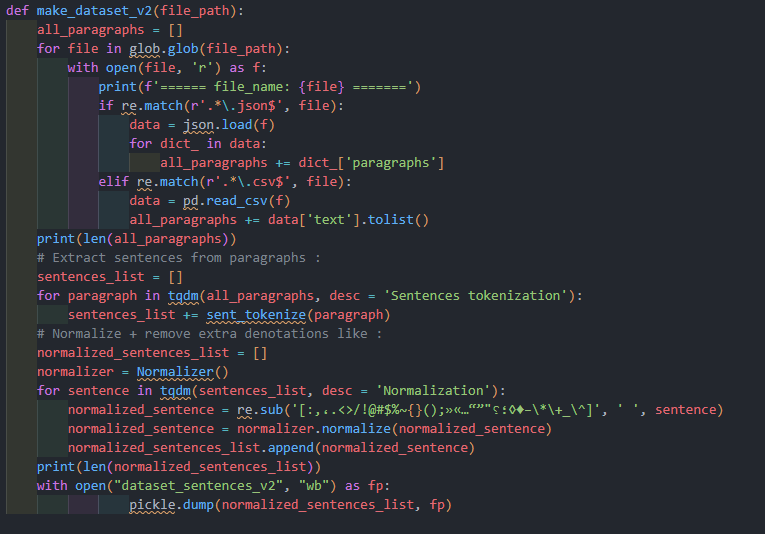 def make_dataset_v2(file_path):
    all_paragraphs = []
    for file in glob.glob(file_path):
        with open(file, 'r') as f:
            print(f'====== file_name: {file} =======')
            if re.match(r'.*\.json$', file):
                data = json.load(f)
                for dict_ in data:
                    all_paragraphs += dict_['paragraphs']
            elif re.match(r'.*\.csv$', file):
                data = pd.read_csv(f)
                all_paragraphs += data['text'].tolist()
    print(len(all_paragraphs))
    # Extract sentences from paragraphs :
    sentences_list = []
    for paragraph in tqdm(all_paragraphs, desc = 'Sentences tokenization'):
        sentences_list += sent_tokenize(paragraph)
    # Normalize + remove extra denotations like :
    normalized_sentences_list = []
    normalizer = Normalizer()
    for sentence in tqdm(sentences_list, desc = 'Normalization'):
        normalized_sentence = re.sub('[:,،.<>/!@#$%~{}();»«…“”"؟؛◊♦–\*\+_\^]', ' ', sentence)
        normalized_sentence = normalizer.normalize(normalized_sentence)
        normalized_sentences_list.append(normalized_sentence)
    print(len(normalized_sentences_list))
    with open("dataset_sentences_v2", "wb") as fp:
                pickle.dump(normalized_sentences_list, fp)